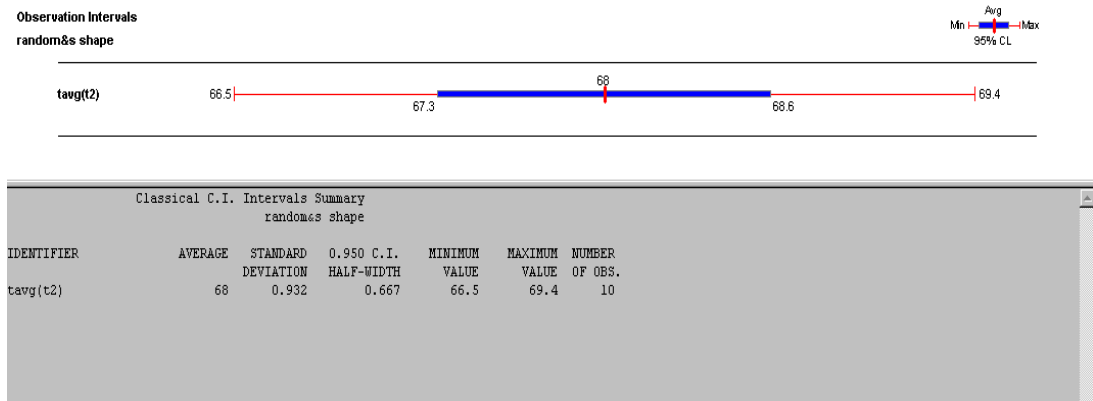 Observation Intervals
random&s shape
Avg
Min Max
95% CL
68
tavg(t2) 66.5 69.4
67.3 68.6
Classical C.I. Intervals Summary
random&s shape
IDENTIFIER AVERAGE STANDARD 0.950 C.I. MINIMUM MAXIMUM NUMBER
DEVIATION HALF-WIDTH VALUE VALUE OF OBS.
tavg(t2) 68 0.932 0.667 66.5 69.4 10